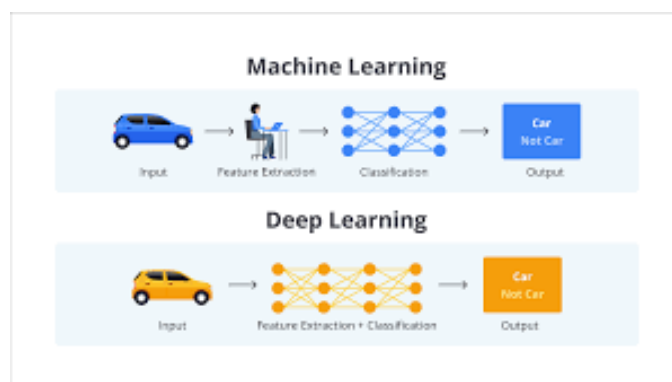 Machine Learning
Car
Not Car
Input
Feature Extraction
Classification
Output
Deep Learning
Car
Not Car
Input
Feature Extraction + Classification
Output